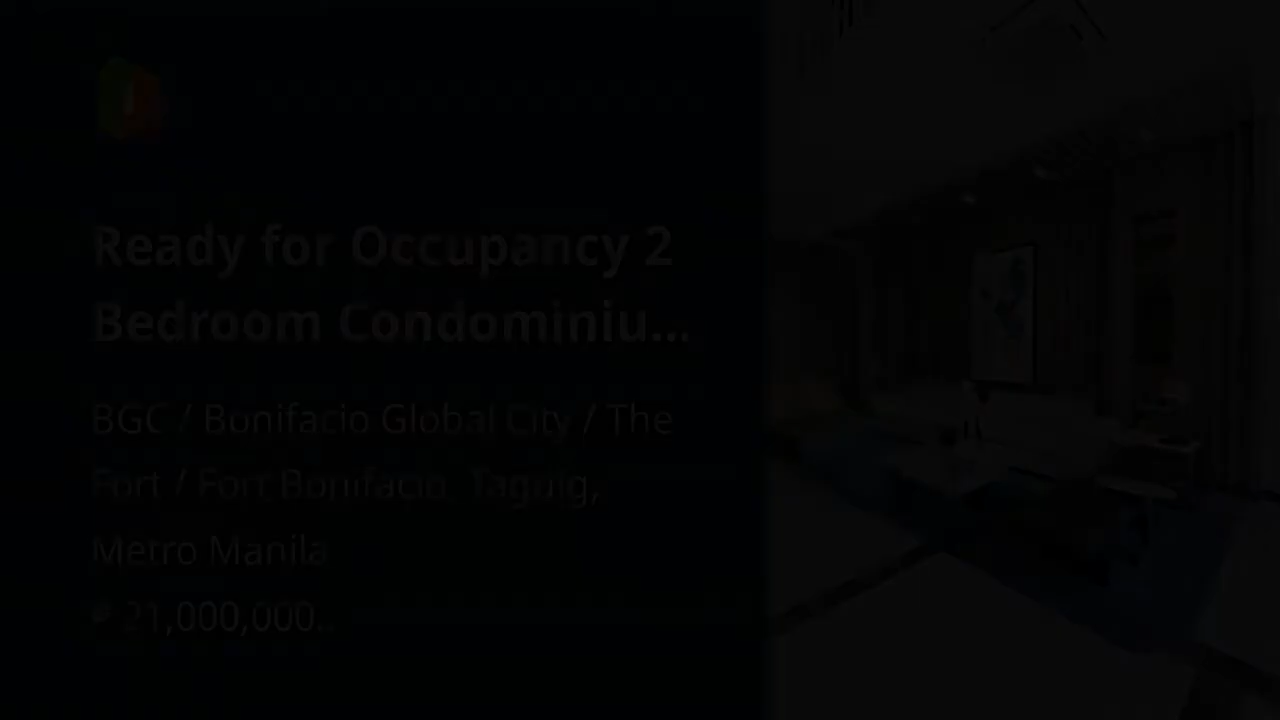 Ready for Occupancy 2
Bedroom Condominiu...
BGC / Bonifacio Global City / The
Fort / Fort Bonifacio, Taguig,
Metro Manila
₱ 21,000,000..